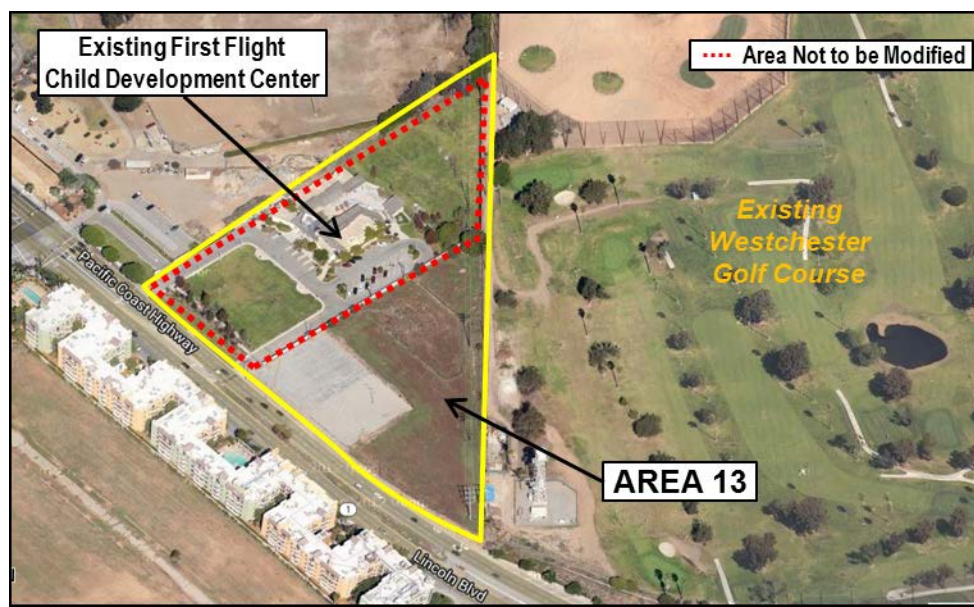 Existing First Flight
Child Development Center
Area Not to be Modified
Existing
Westchester
Golf Course
Pacific Coast Highway
AREA 13
1
Lincoln Blvd